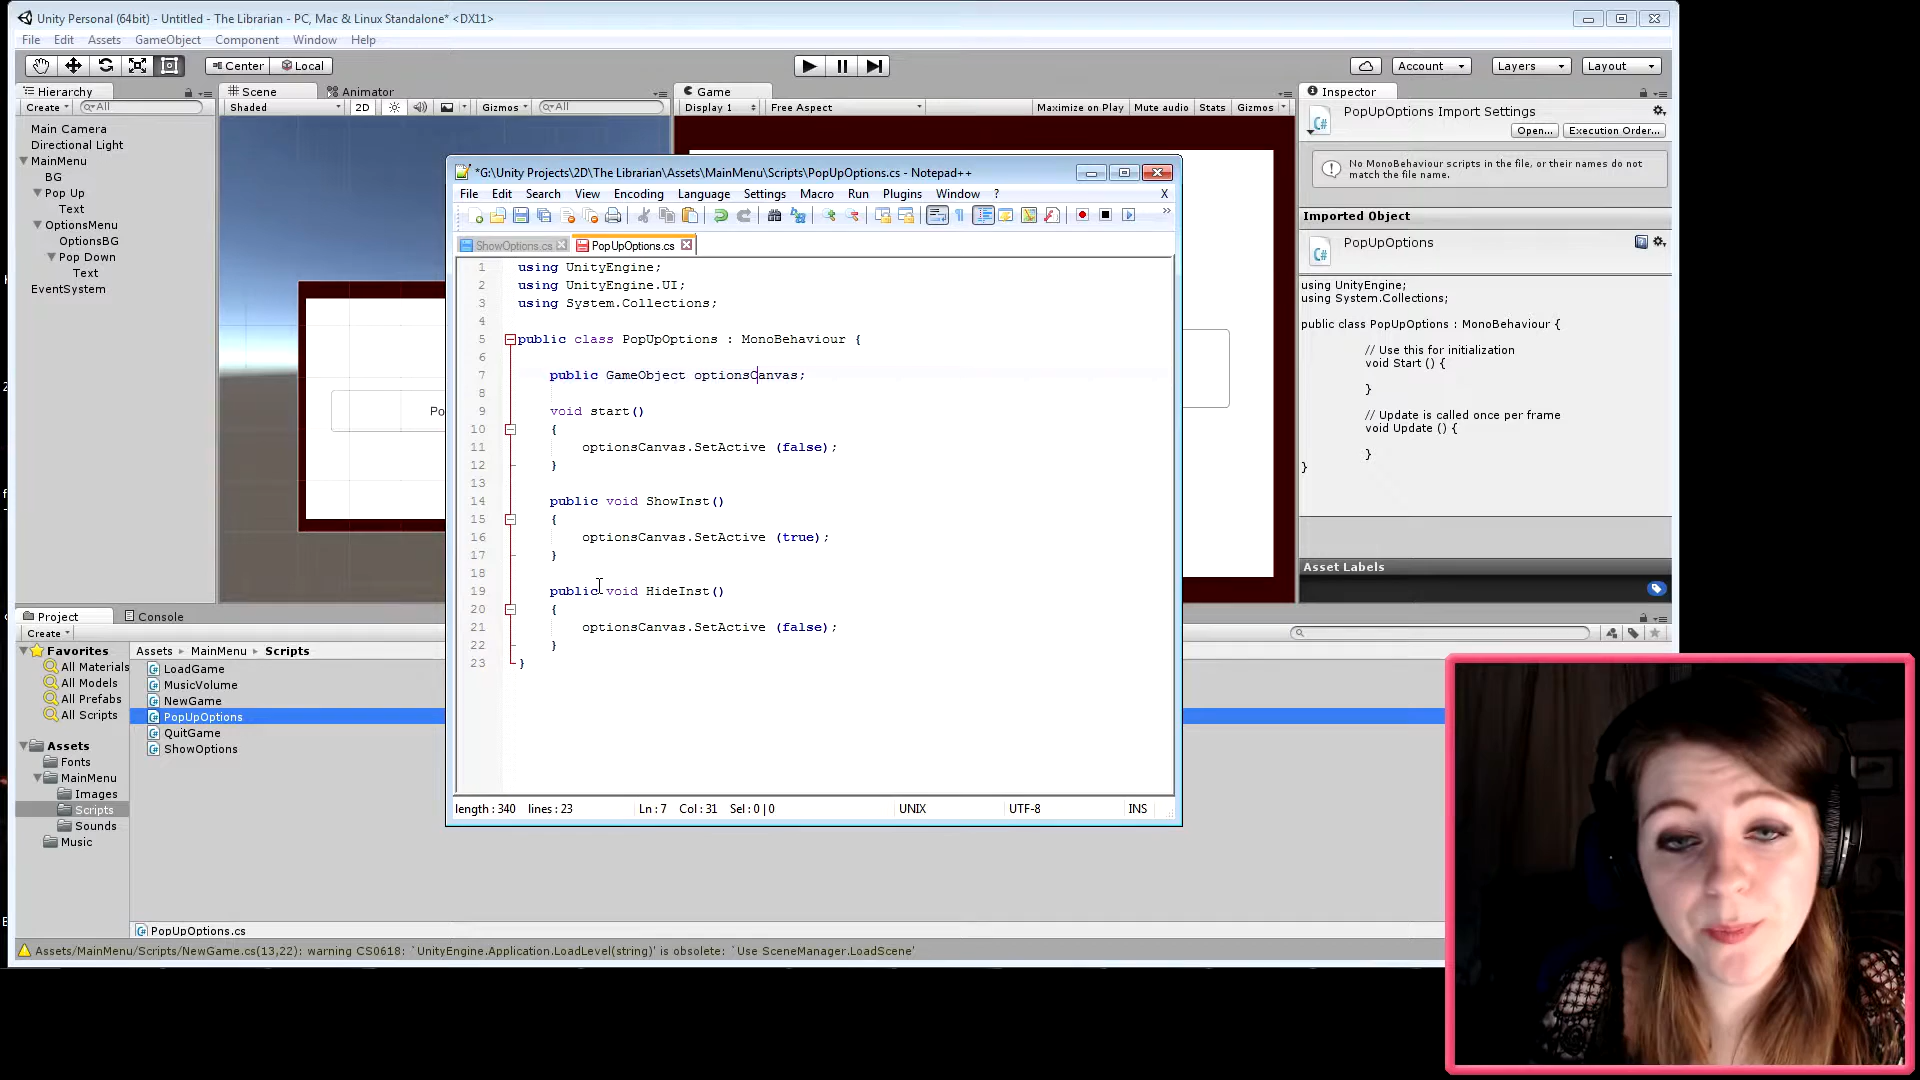 Unity Personal (64bit) - Untitled - The Librarian - PC, Mac & Linux Standalone* <DX11>
File Edit Assets GameObject Component Window Help
Center Local Account Layers Layout
Hierarchy Scene Animator Game Inspector
Create All Shaded 2D Gizmos All Display 1 Free Aspect Maximize on Play Mute audio Stats Gizmos
Main Camera
Directional Light
MainMenu
BG
Pop Up
Text
OptionsMenu
OptionsBG
Pop Down
Text
EventSystem
Po
*G:\Unity Projects\2D\The Librarian\Assets\MainMenu\Scripts\PopUpOptions.cs - Notepad++
File Edit Search View Encoding Language Settings Macro Run Plugins Window ? X
ShowOptions.cs PopUpOptions.cs
1 using UnityEngine;
2 using UnityEngine.UI;
3 using System.Collections;
4
5 public class PopUpOptions : MonoBehaviour {
6
7 public GameObject optionsCanvas;
8
9 void start()
10 {
11 optionsCanvas.SetActive (false);
12 }
13
14 public void ShowInst()
15 {
16 optionsCanvas.SetActive (true);
17 }
18
19 public void HideInst()
20 {
21 optionsCanvas.SetActive (false);
22 }
23 }
length: 340 lines: 23 Ln: 7 Col: 31 Sel: 0 | 0 UNIX UTF-8 INS
PopUpOptions Import Settings
Open... Execution Order...
No MonoBehaviour scripts in the file, or their names do not
match the file name.
Imported Object
PopUpOptions
using UnityEngine;
using System.Collections;
public class PopUpOptions : MonoBehaviour {
// Use this for initialization
void Start () {
}
// Update is called once per frame
void Update () {
}
}
Asset Labels
Project Console
Create
Favorites
All Materials
All Models
All Prefabs
All Scripts
Assets
Fonts
MainMenu
Images
Scripts
Sounds
Music
Assets MainMenu Scripts
LoadGame
MusicVolume
NewGame
PopUpOptions
QuitGame
ShowOptions
PopUpOptions.cs
Assets/MainMenu/Scripts/NewGame.cs(13,22): warning CS0618: `UnityEngine.Application.LoadLevel(string)' is obsolete: `Use SceneManager.LoadScene'